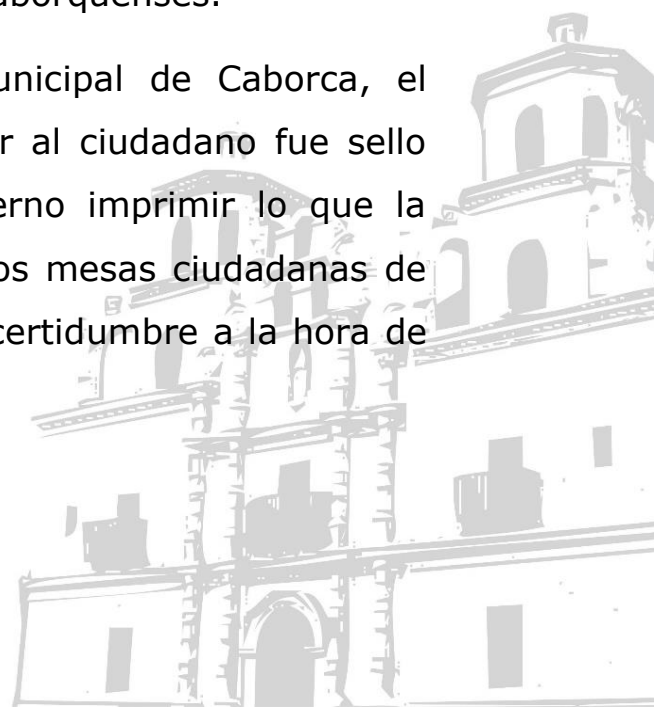 aborquenses.
unicipal de Caborca, el
r al ciudadano fue sello
erno imprimir lo que la
os mesas ciudadanas de
certidumbre a la hora de